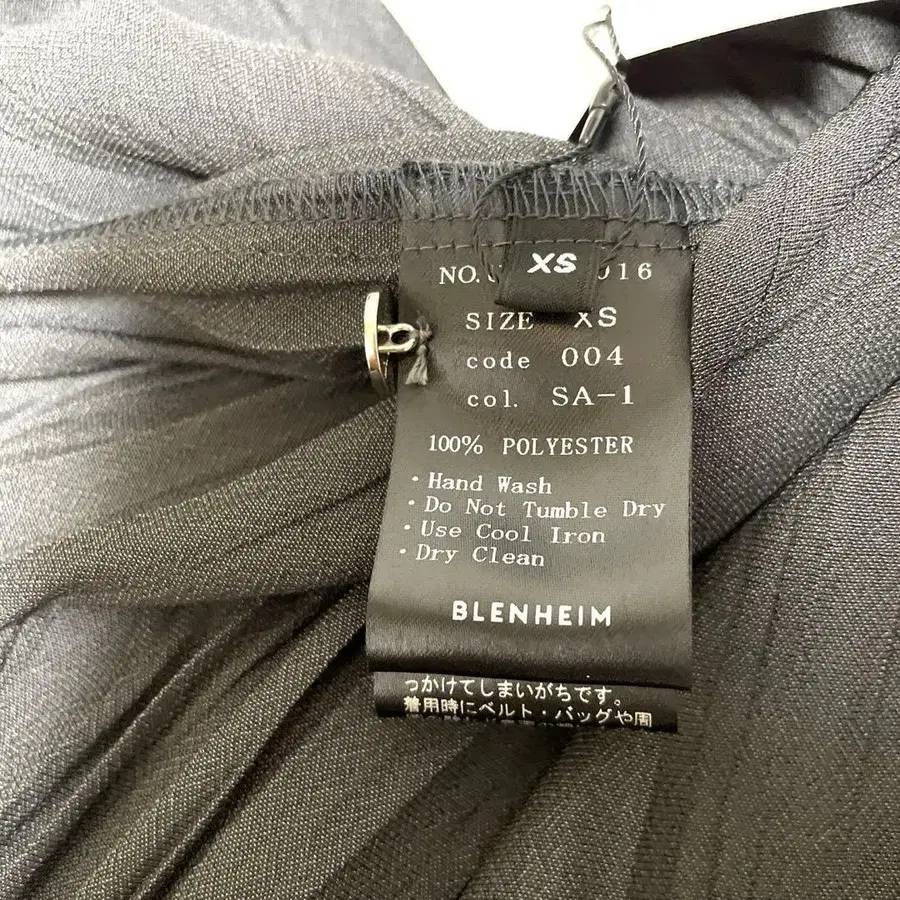 XS
NO. 016
SIZE XS
code 004
col. SA-1
100% POLYESTER
・Hand Wash
・Do Not Tumble Dry
・Use Cool Iron
・Dry Clean
BLENHEIM
っかけてしまいがちです。
着用時にベルト・バッグや周